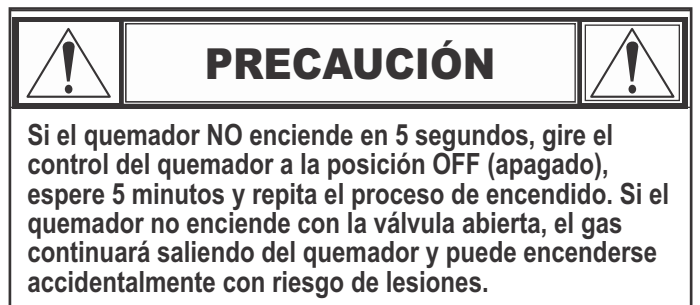 PRECAUCIÓN
Si el quemador NO enciende en 5 segundos, gire el
control del quemador a la posición OFF (apagado),
espere 5 minutos y repita el proceso de encendido. Si el
quemador no enciende con la válvula abierta, el gas
continuará saliendo del quemador y puede encenderse
accidentalmente con riesgo de lesiones.